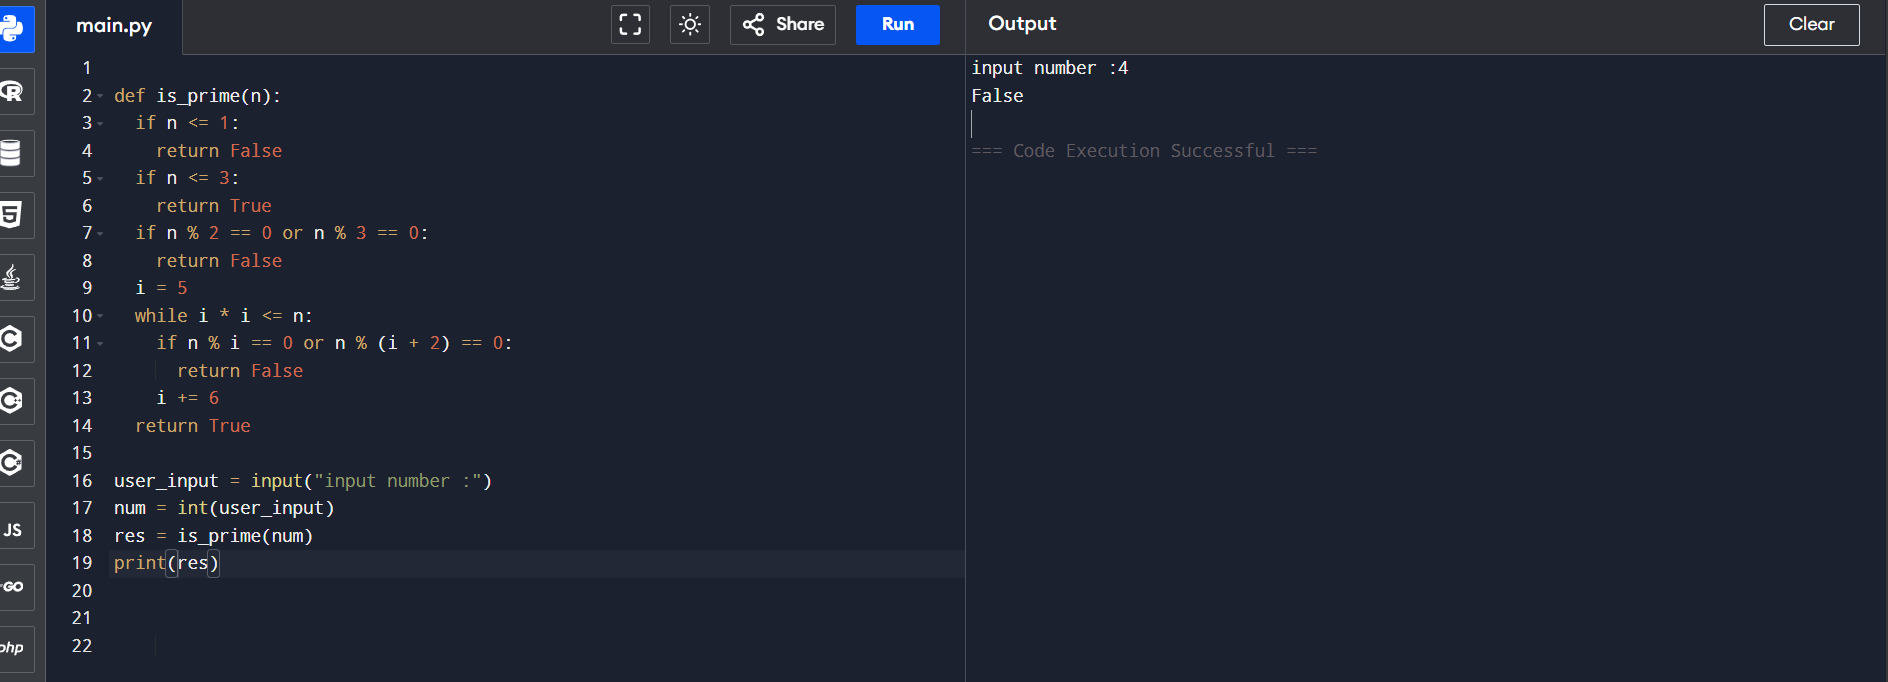 main.py
Share
Run
Output
Clear
1
2 def is_prime(n):
3   if n <= 1:
4     return False
5   if n <= 3:
6     return True
7   if n % 2 == 0 or n % 3 == 0:
8     return False
9   i = 5
10   while i * i <= n:
11     if n % i == 0 or n % (i + 2) == 0:
12       return False
13     i += 6
14   return True
15
16 user_input = input("input number :")
17 num = int(user_input)
18 res = is_prime(num)
19 print(res)
20
21
22
input number :4
False
=== Code Execution Successful ===
R
5
C
C++
C#
JS
GO
php